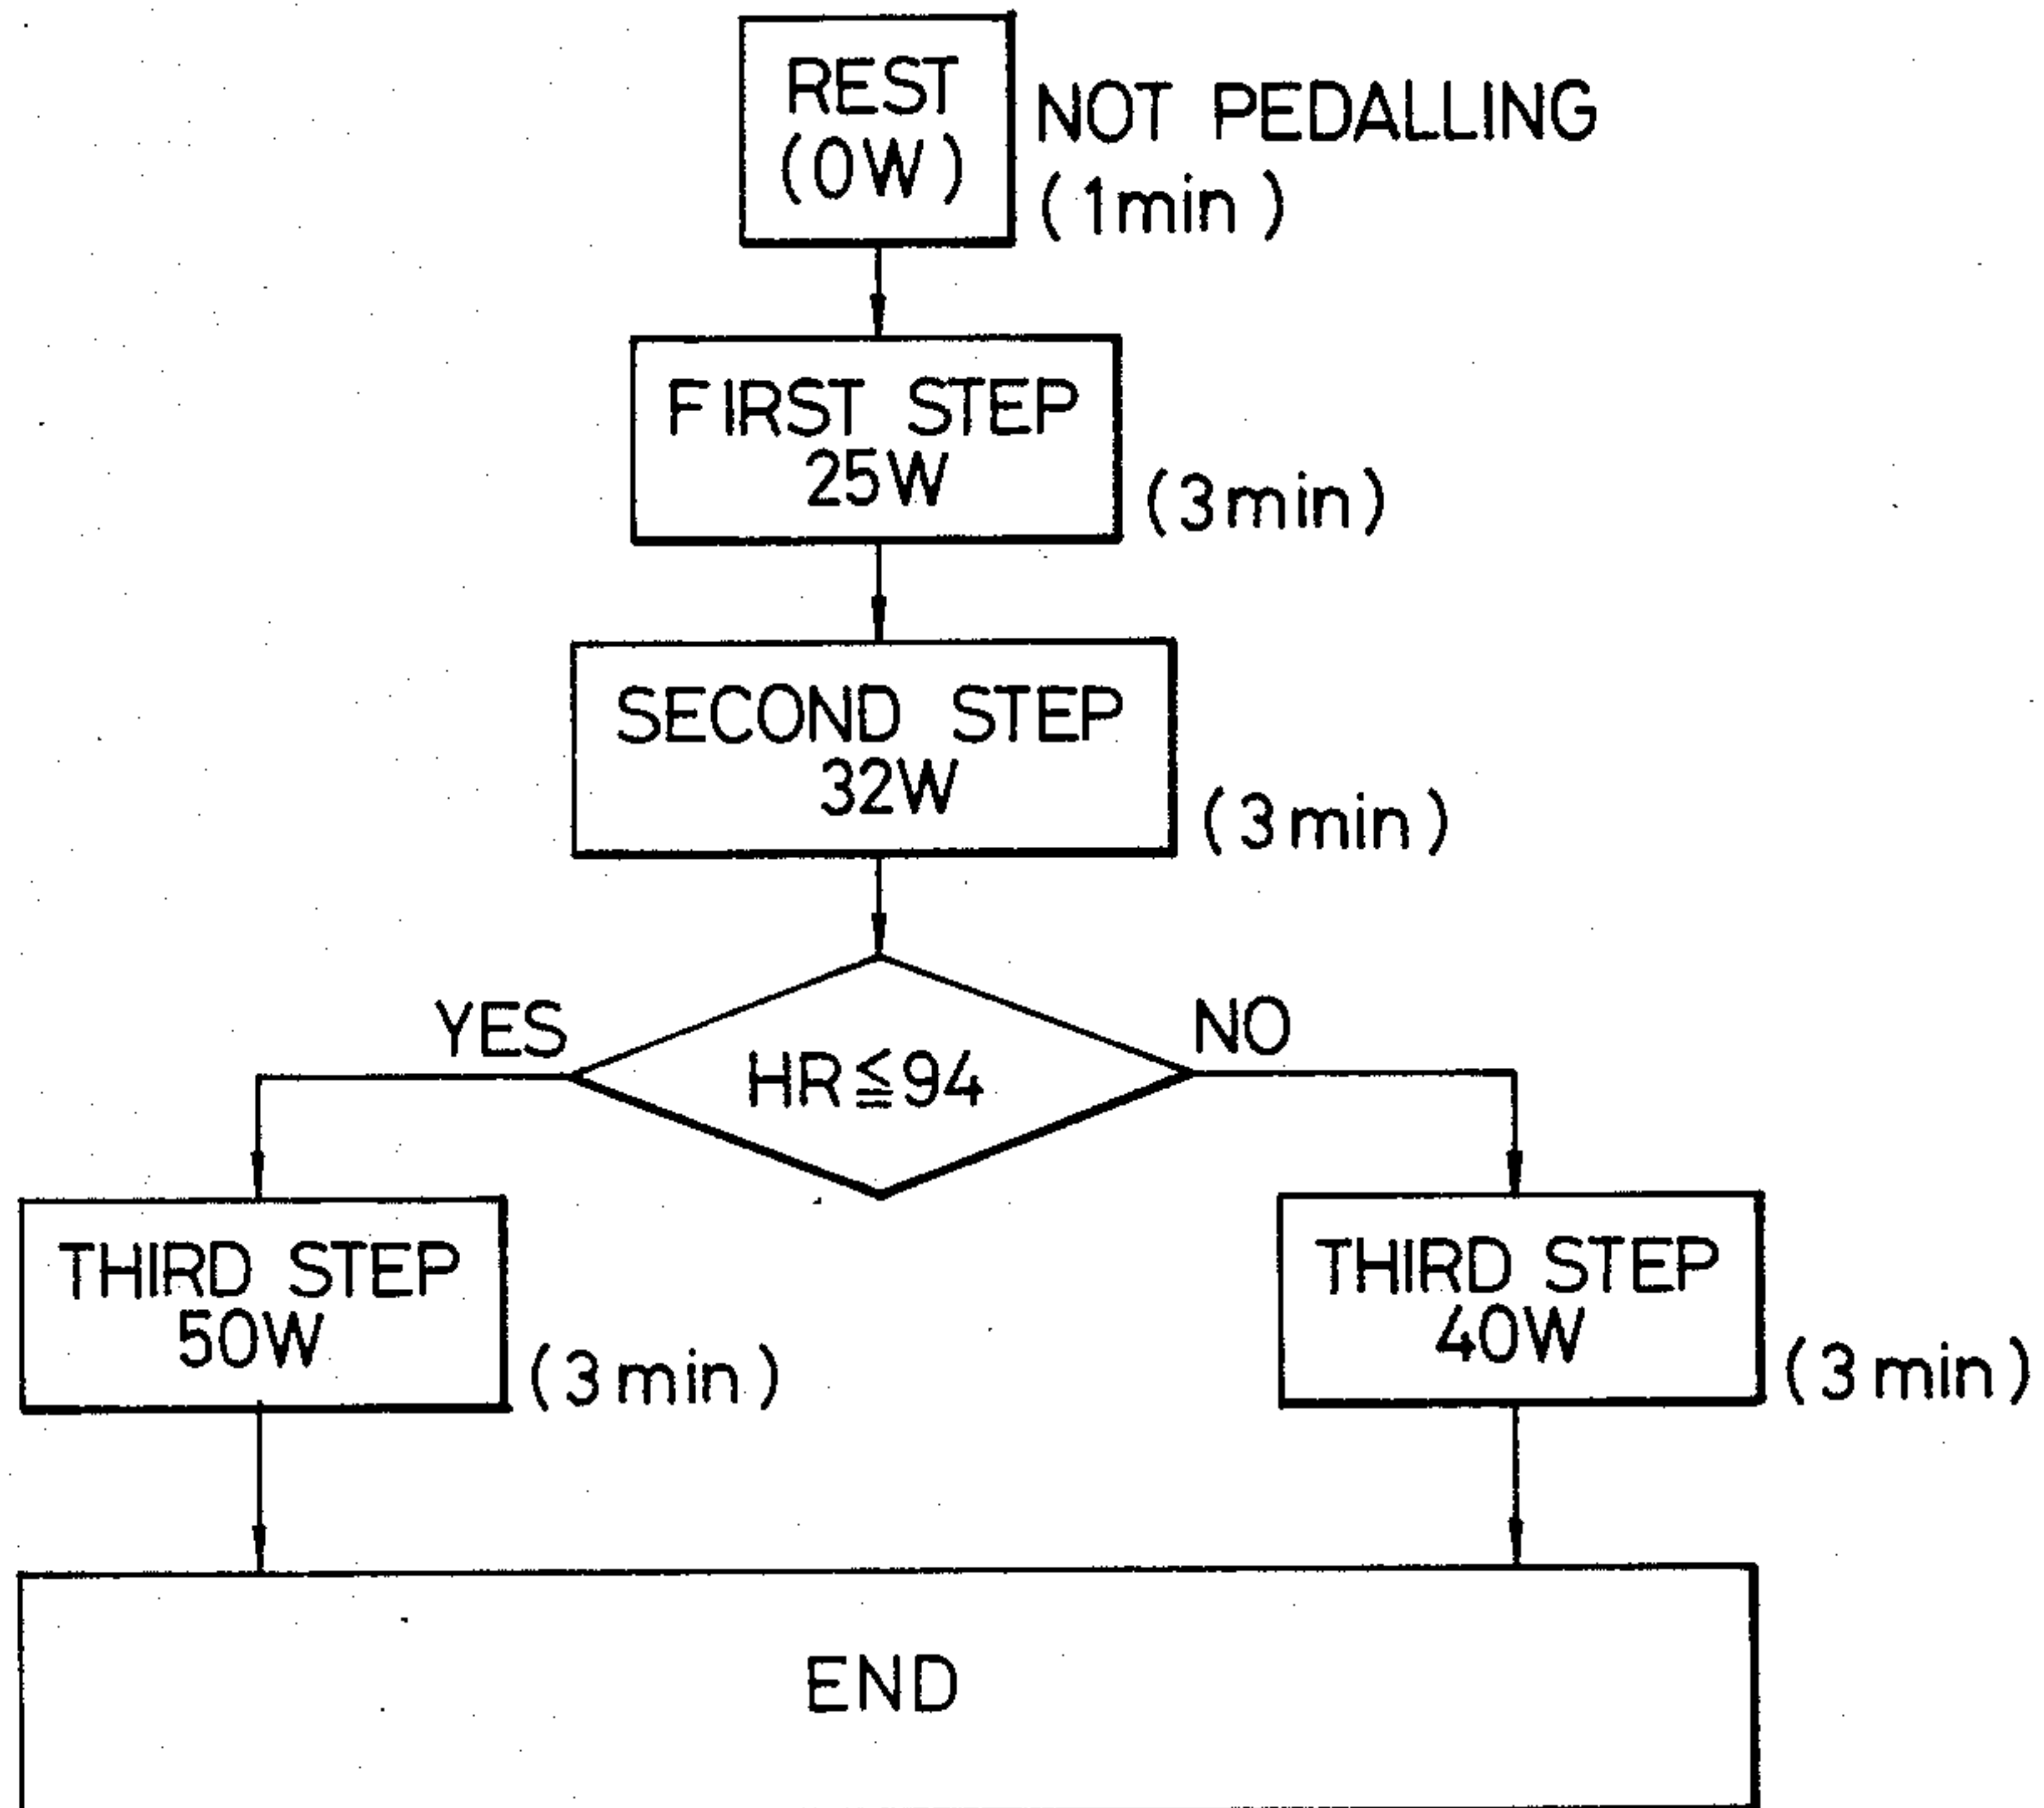 REST
(0W)
NOT PEDALLING
(1min)
FIRST STEP
25W
(3min)
SECOND STEP
32W
(3min)
YES
HR≦94
NO
THIRD STEP
50W
(3min)
THIRD STEP
40W
(3min)
END